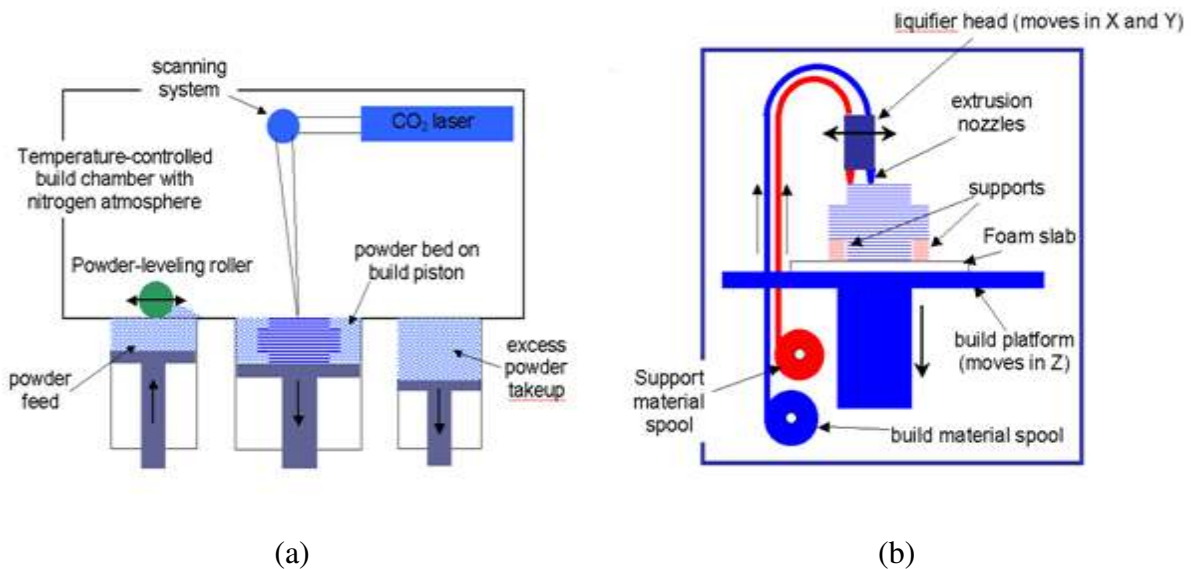 scanning
system
CO₂ laser
Temperature-controlled
build chamber with
nitrogen atmosphere
Powder-leveling roller
powder bed on
build piston
powder
feed
excess
powder
takeup
(a)
liquifier head (moves in X and Y)
extrusion
nozzles
supports
Foam slab
build platform
(moves in Z)
Support
material
spool
build material spool
(b)